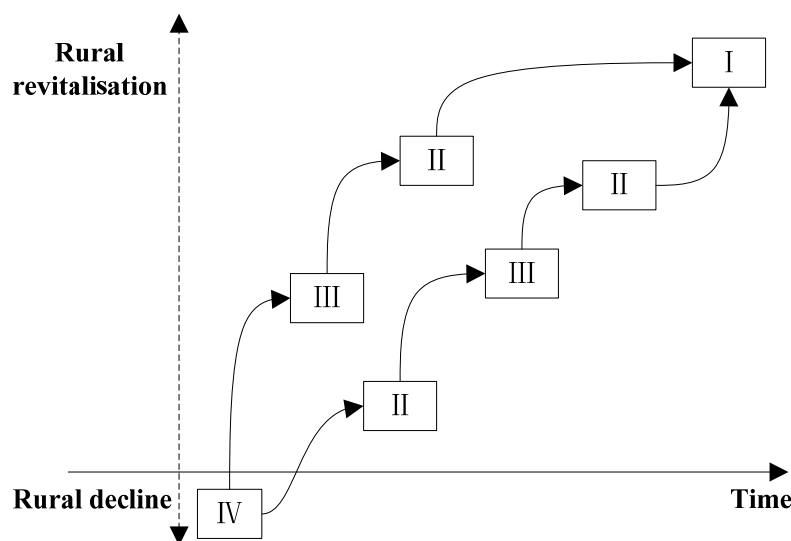 Rural
revitalisation
I
II
II
III
III
II
Rural decline
IV
Time